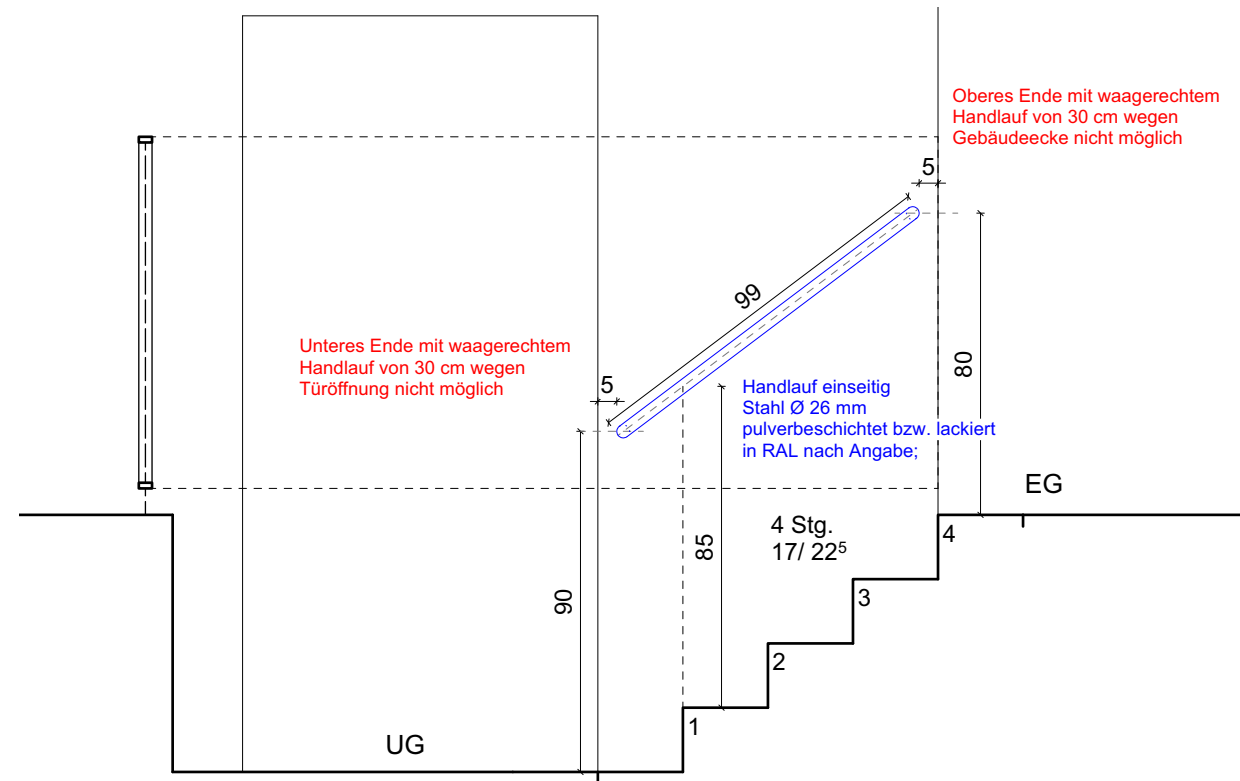 Oberes Ende mit waagerechtem
Handlauf von 30 cm wegen
Gebäudeecke nicht möglich
5
99
Unteres Ende mit waagerechtem
Handlauf von 30 cm wegen
Türöffnung nicht möglich
5
Handlauf einseitig
Stahl Ø 26 mm
pulverbeschichtet bzw. lackiert
in RAL nach Angabe;
80
EG
4 Stg.
17/ 22⁵
85
90
4
3
2
1
UG